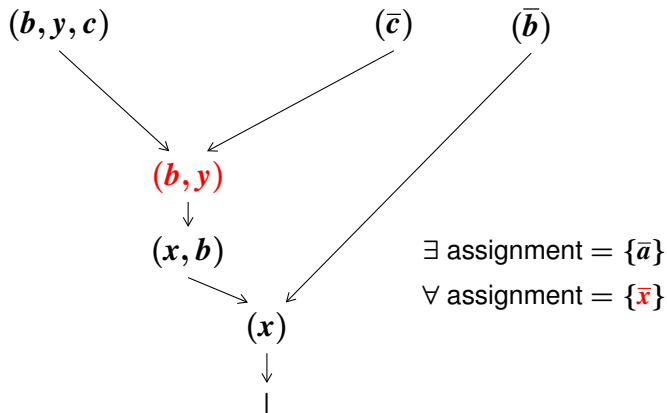 (b, y, c) (c̅) (b̅)
(b, y)
(x, b)
∃ assignment = {a̅}
∀ assignment = {x̅}
(x)
|